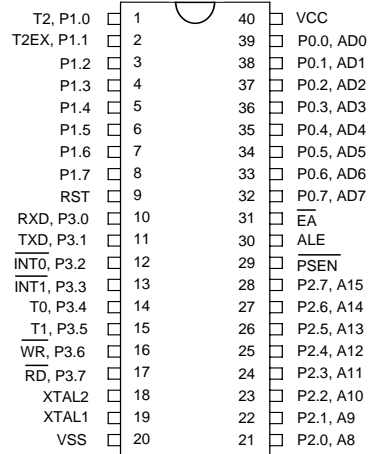 T2, P1.0 1 40 VCC
T2EX, P1.1 2 39 P0.0, AD0
P1.2 3 38 P0.1, AD1
P1.3 4 37 P0.2, AD2
P1.4 5 36 P0.3, AD3
P1.5 6 35 P0.4, AD4
P1.6 7 34 P0.5, AD5
P1.7 8 33 P0.6, AD6
RST 9 32 P0.7, AD7
RXD, P3.0 10 31 EA
TXD, P3.1 11 30 ALE
INT0, P3.2 12 29 PSEN
INT1, P3.3 13 28 P2.7, A15
T0, P3.4 14 27 P2.6, A14
T1, P3.5 15 26 P2.5, A13
WR, P3.6 16 25 P2.4, A12
RD, P3.7 17 24 P2.3, A11
XTAL2 18 23 P2.2, A10
XTAL1 19 22 P2.1, A9
VSS 20 21 P2.0, A8